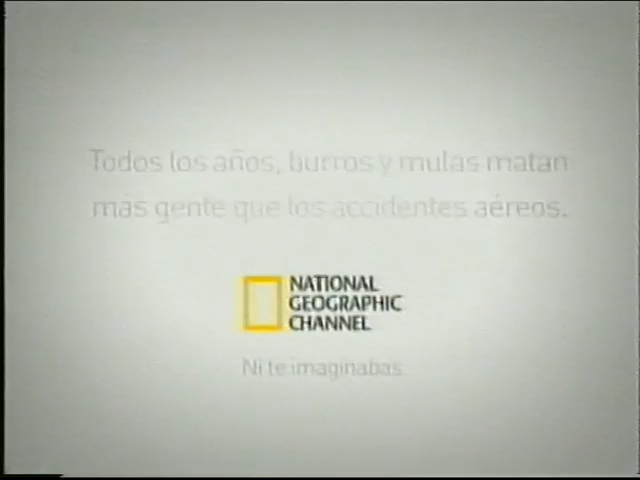 Todos los años, burros y mulas matan
más gente que los accidentes aéreos.
NATIONAL
GEOGRAPHIC
CHANNEL
Ni te imaginabas